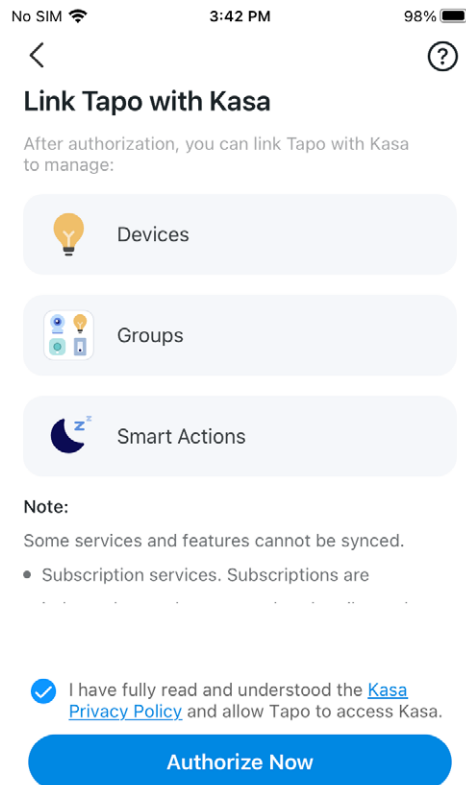 No SIM 3:42 PM 98%
Link Tapo with Kasa
After authorization, you can link Tapo with Kasa
to manage:
Devices
Groups
Smart Actions
Note:
Some services and features cannot be synced.
• Subscription services. Subscriptions are
I have fully read and understood the Kasa
Privacy Policy and allow Tapo to access Kasa.
Authorize Now